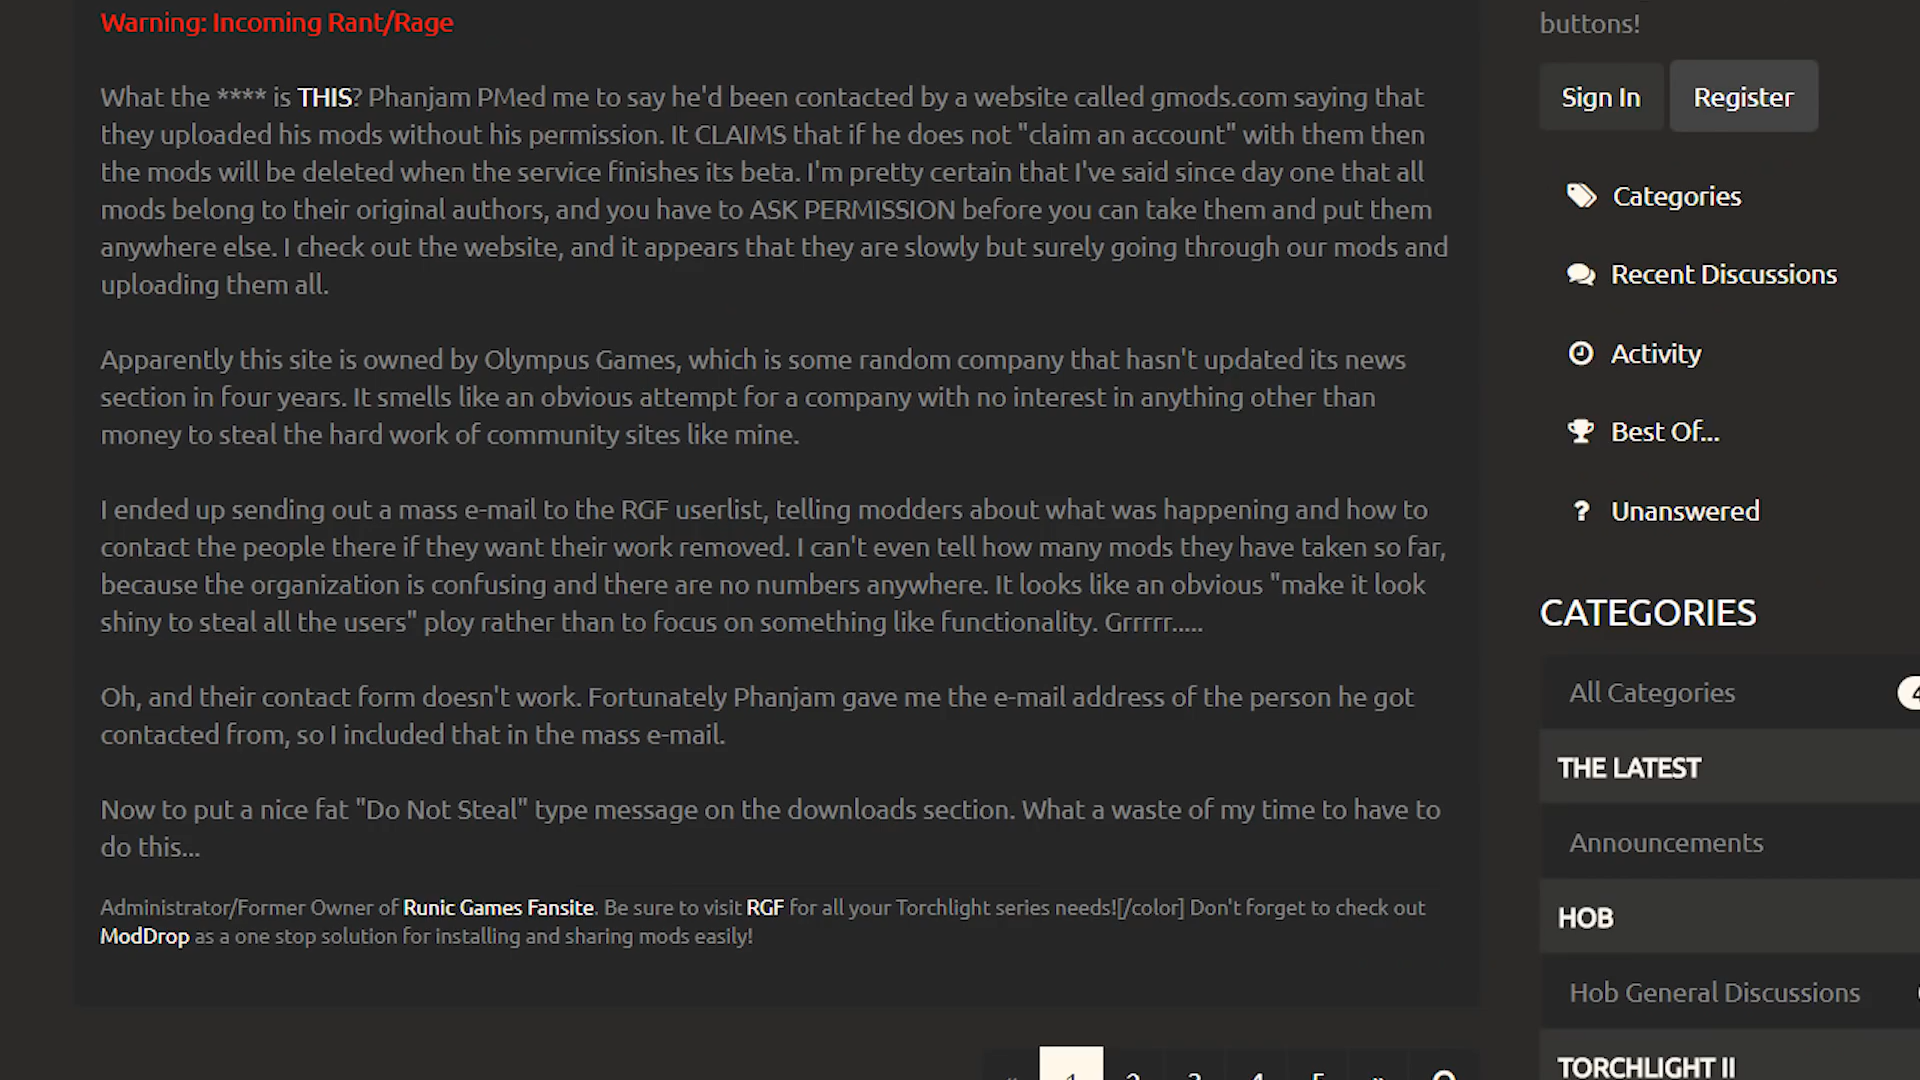 Warning: Incoming Rant/Rage
What the **** is THIS? Phanjam PMed me to say he'd been contacted by a website called gmods.com saying that
they uploaded his mods without his permission. It CLAIMS that if he does not "claim an account" with them then
the mods will be deleted when the service finishes its beta. I'm pretty certain that I've said since day one that all
mods belong to their original authors, and you have to ASK PERMISSION before you can take them and put them
anywhere else. I check out the website, and it appears that they are slowly but surely going through our mods and
uploading them all.
Apparently this site is owned by Olympus Games, which is some random company that hasn't updated its news
section in four years. It smells like an obvious attempt for a company with no interest in anything other than
money to steal the hard work of community sites like mine.
I ended up sending out a mass e-mail to the RGF userlist, telling modders about what was happening and how to
contact the people there if they want their work removed. I can't even tell how many mods they have taken so far,
because the organization is confusing and there are no numbers anywhere. It looks like an obvious "make it look
shiny to steal all the users" ploy rather than to focus on something like functionality. Grrrrr.....
Oh, and their contact form doesn't work. Fortunately Phanjam gave me the e-mail address of the person he got
contacted from, so I included that in the mass e-mail.
Now to put a nice fat "Do Not Steal" type message on the downloads section. What a waste of my time to have to
do this...
Administrator/Former Owner of Runic Games Fansite. Be sure to visit RGF for all your Torchlight series needs![/color] Don't forget to check out
ModDrop as a one stop solution for installing and sharing mods easily!
« 1 2 3 4 5 »
buttons!
Sign In Register
Categories
Recent Discussions
Activity
Best Of...
Unanswered
CATEGORIES
All Categories
THE LATEST
Announcements
HOB
Hob General Discussions
TORCHLIGHT II